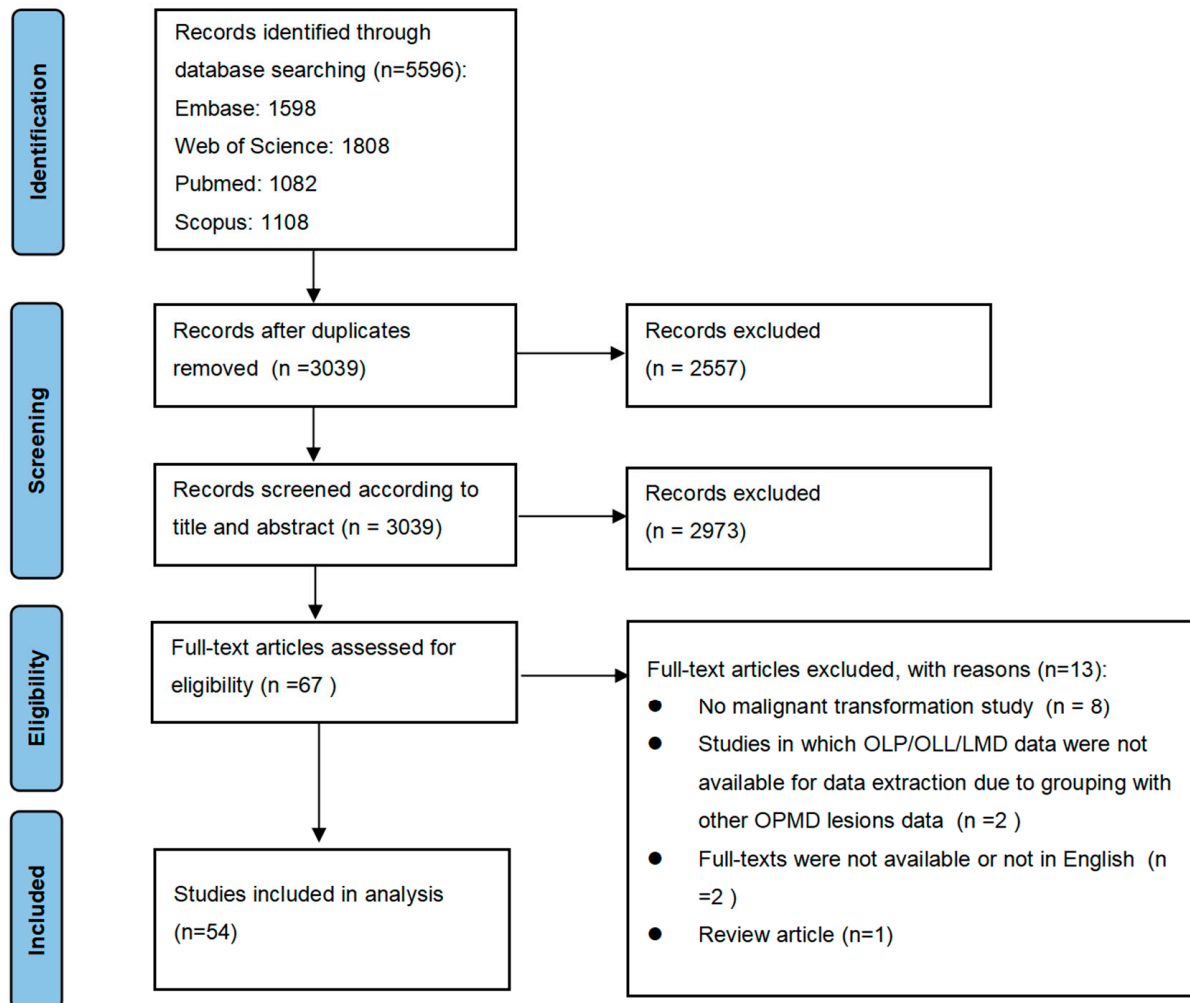 Identification
Records identified through
database searching (n=5596):
Embase: 1598
Web of Science: 1808
Pubmed: 1082
Scopus: 1108
Screening
Records after duplicates
removed (n =3039)
Records excluded
(n = 2557)
Records screened according to
title and abstract (n = 3039)
Records excluded
(n = 2973)
Eligibility
Full-text articles assessed for
eligibility (n =67 )
Full-text articles excluded, with reasons (n=13):
● No malignant transformation study (n = 8)
● Studies in which OLP/OLL/LMD data were not
available for data extraction due to grouping with
other OPMD lesions data (n =2 )
● Full-texts were not available or not in English (n
=2 )
● Review article (n=1)
Included
Studies included in analysis
(n=54)